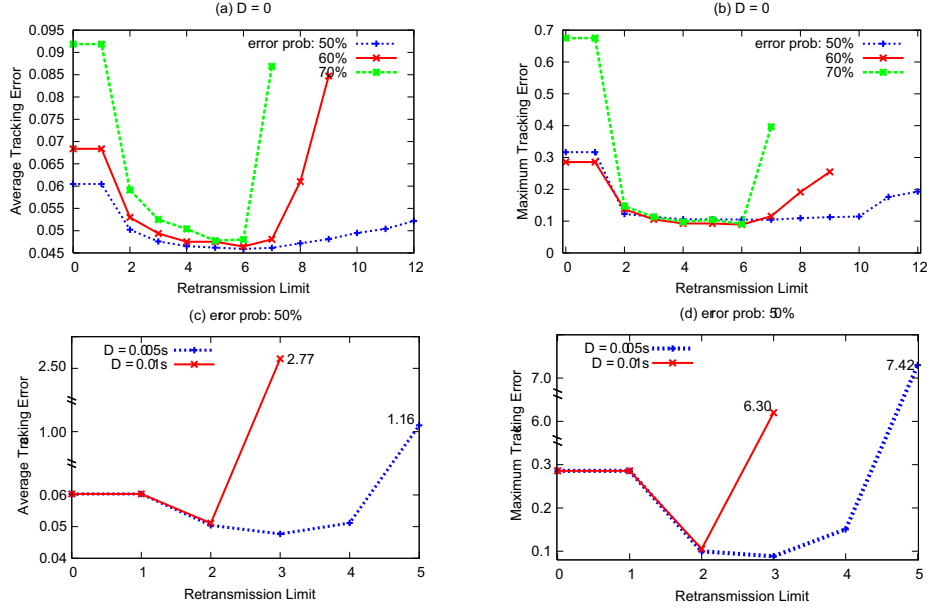 (a) D = 0
Average Tracking Error
0.095
0.09
0.085
0.08
0.075
0.07
0.065
0.06
0.055
0.05
0.045
error prob: 50%
60%
70%
0 2 4 6 8 10 12
Retransmission Limit
(b) D = 0
Maximum Tracking Error
0.7
0.6
0.5
0.4
0.3
0.2
0.1
0
error prob: 50%
60%
70%
0 2 4 6 8 10 12
Retransmission Limit
(c) error prob: 50%
Average Tracking Error
2.50
1.00
0.06
0.05
0.04
D = 0.005s
D = 0.01s
2.77
1.16
0 1 2 3 4 5
Retransmission Limit
(d) error prob: 50%
Maximum Tracking Error
7.0
6.0
0.3
0.1
D = 0.005s
D = 0.01s
6.30
7.42
0 1 2 3 4 5
Retransmission Limit